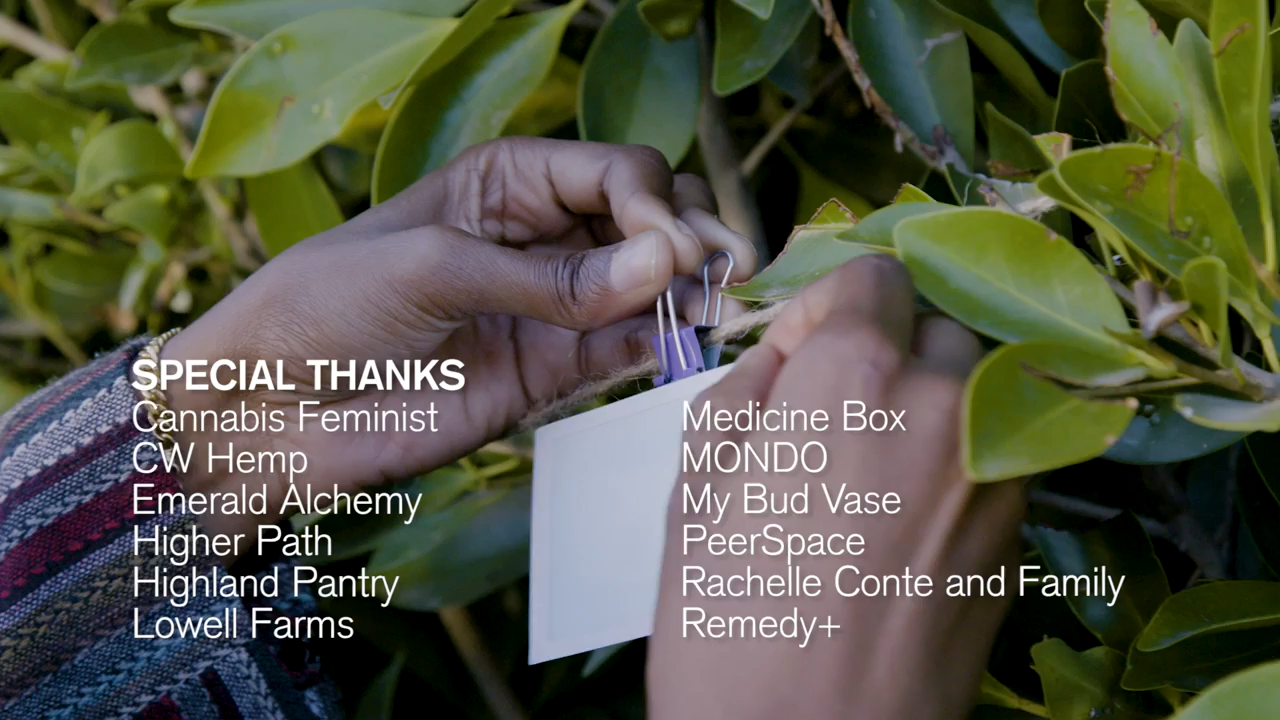 SPECIAL THANKS
Cannabis Feminist
CW Hemp
Emerald Alchemy
Higher Path
Highland Pantry
Lowell Farms
Medicine Box
MONDO
My Bud Vase
PeerSpace
Rachelle Conte and Family
Remedy+